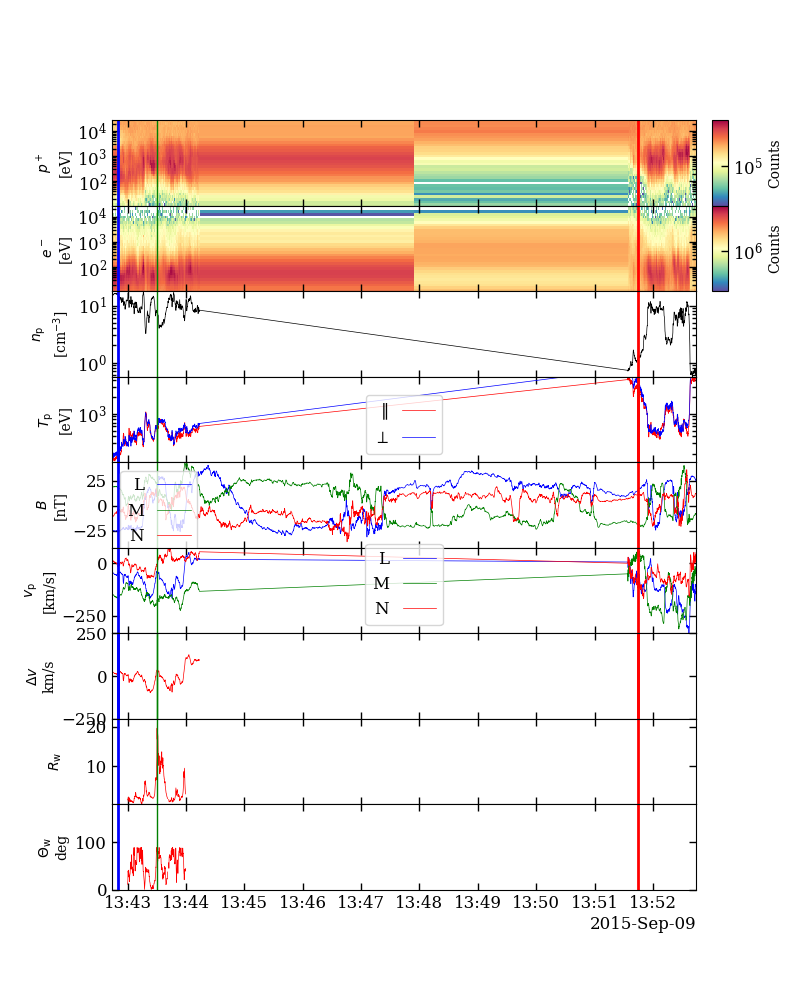 10⁴
10³
10²
p⁺
[eV]
10⁵
Counts
10⁴
10³
10²
e⁻
[eV]
10⁶
Counts
10¹
10⁰
nₚ
[cm⁻³]
10³
Tₚ
[eV]
∥
⊥
25
0
−25
B
[nT]
L
M
N
0
−250
vₚ
[km/s]
L
M
N
250
0
−250
Δv
km/s
20
10
R_w
100
0
Θ_w
deg
13:43 13:44 13:45 13:46 13:47 13:48 13:49 13:50 13:51 13:52
2015-Sep-09